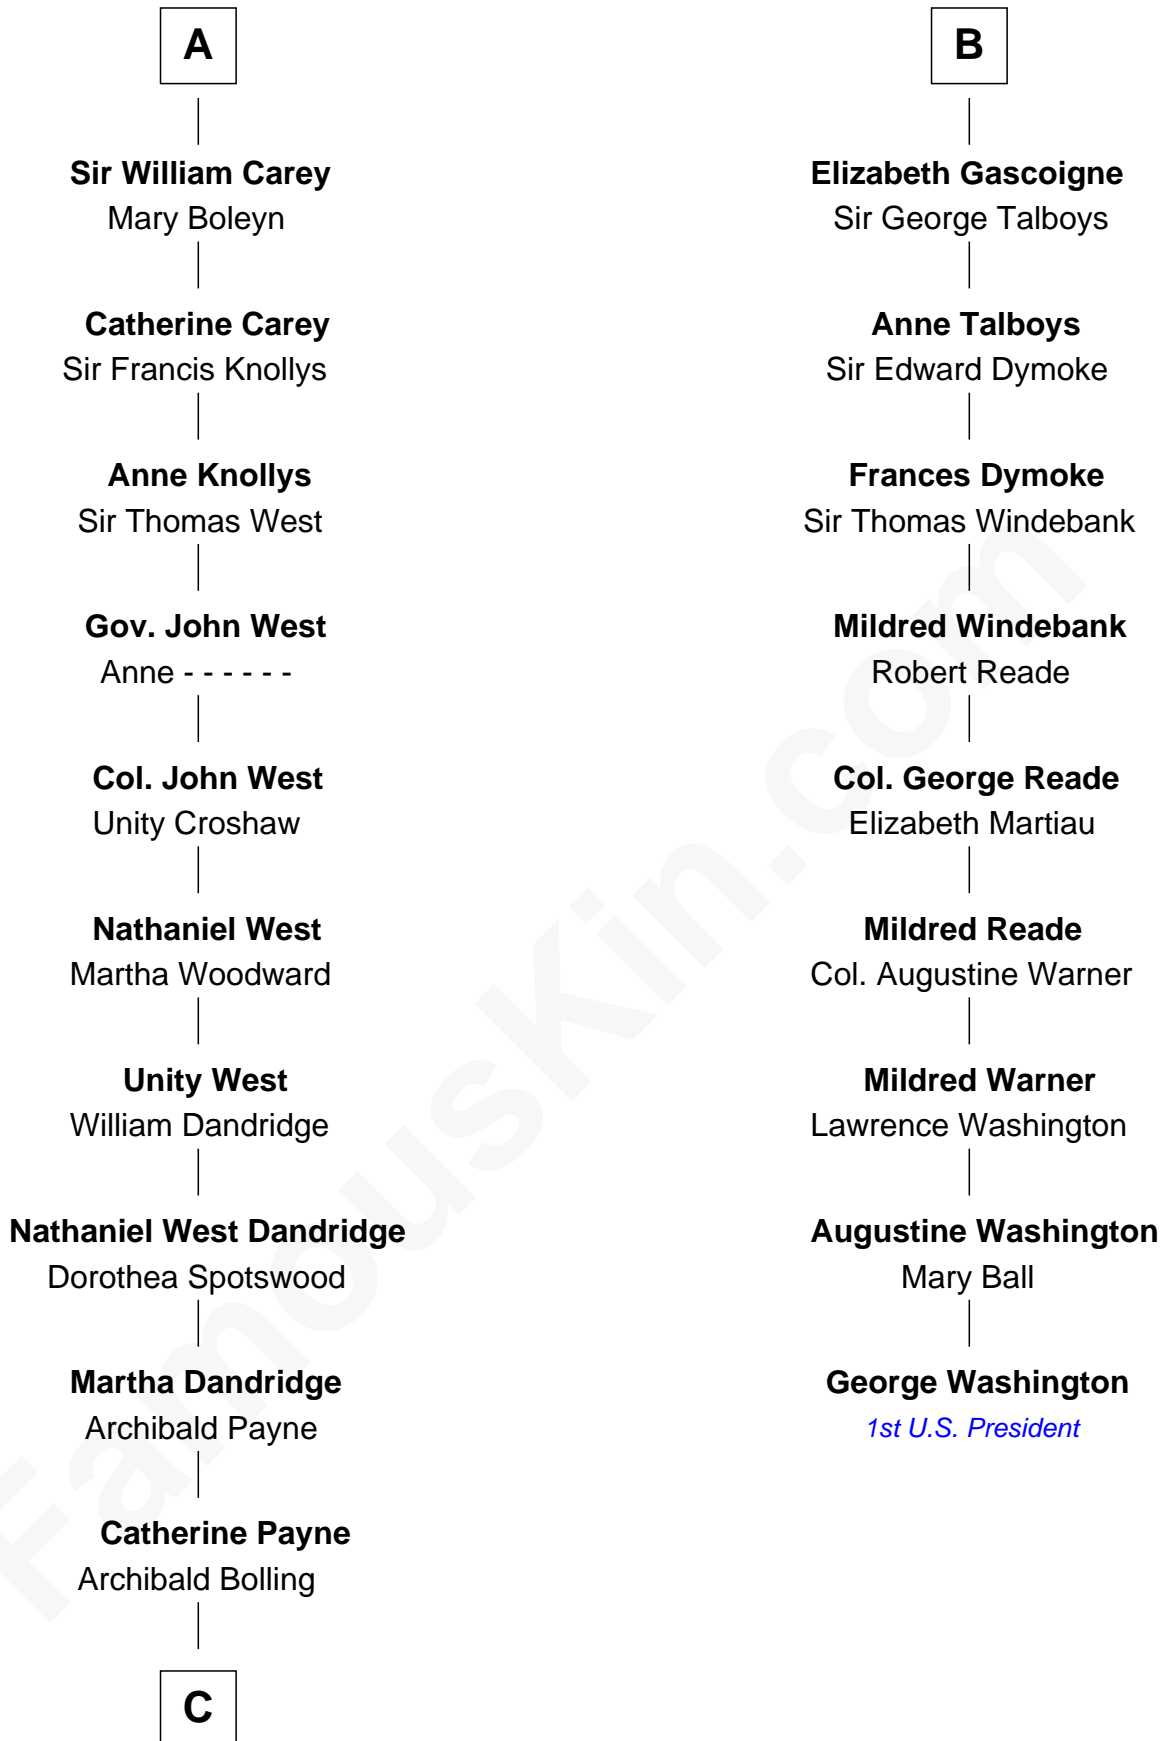 A
Sir William Carey
Mary Boleyn
Catherine Carey
Sir Francis Knollys
Anne Knollys
Sir Thomas West
Gov. John West
Anne - - - - - -
Col. John West
Unity Croshaw
Nathaniel West
Martha Woodward
Unity West
William Dandridge
Nathaniel West Dandridge
Dorothea Spotswood
Martha Dandridge
Archibald Payne
Catherine Payne
Archibald Bolling
C
B
Elizabeth Gascoigne
Sir George Talboys
Anne Talboys
Sir Edward Dymoke
Frances Dymoke
Sir Thomas Windebank
Mildred Windebank
Robert Reade
Col. George Reade
Elizabeth Martiau
Mildred Reade
Col. Augustine Warner
Mildred Warner
Lawrence Washington
Augustine Washington
Mary Ball
George Washington
1st U.S. President
FamousKin.com